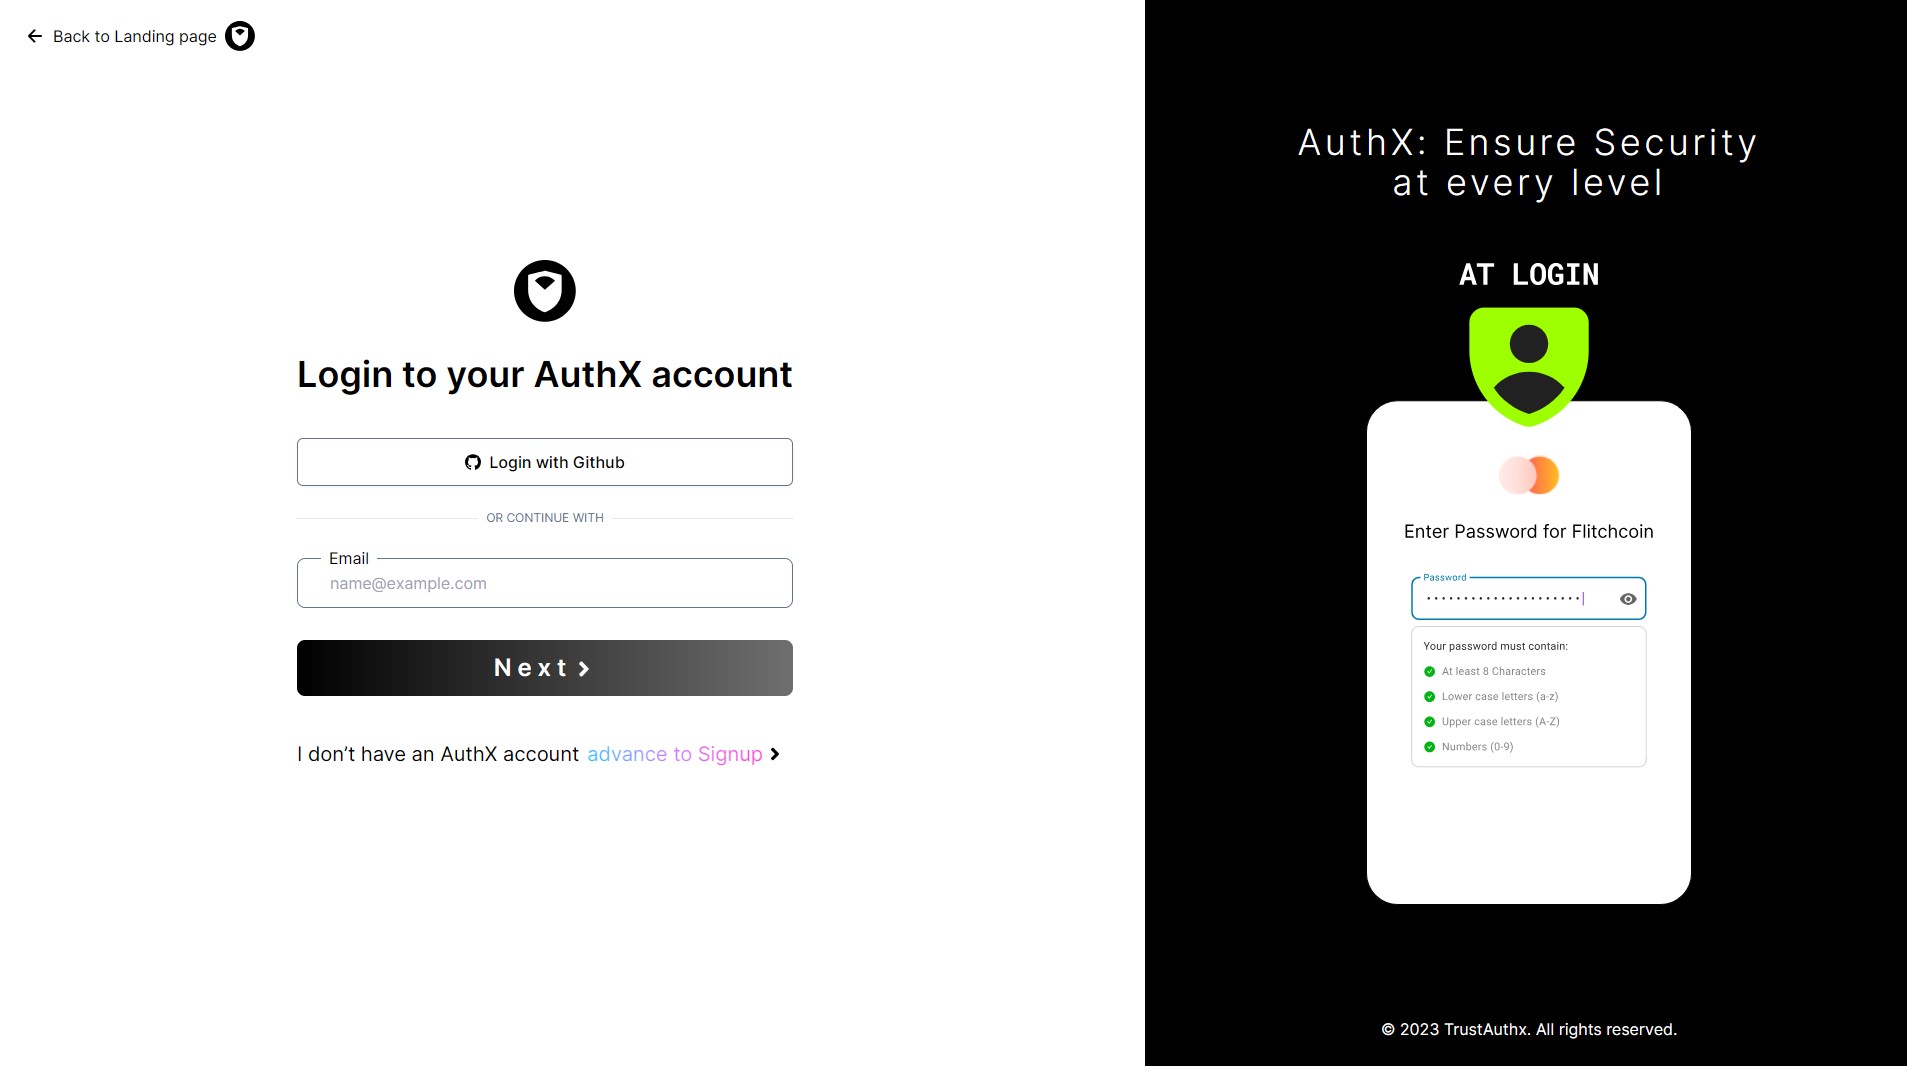 Back to Landing page
Login to your AuthX account
Login with Github
OR CONTINUE WITH
Email
name@example.com
Next
I don’t have an AuthX account advance to Signup
AuthX: Ensure Security
at every level
AT LOGIN
Enter Password for Flitchcoin
Password
Your password must contain:
At least 8 Characters
Lower case letters (a-z)
Upper case letters (A-Z)
Numbers (0-9)
© 2023 TrustAuthx. All rights reserved.